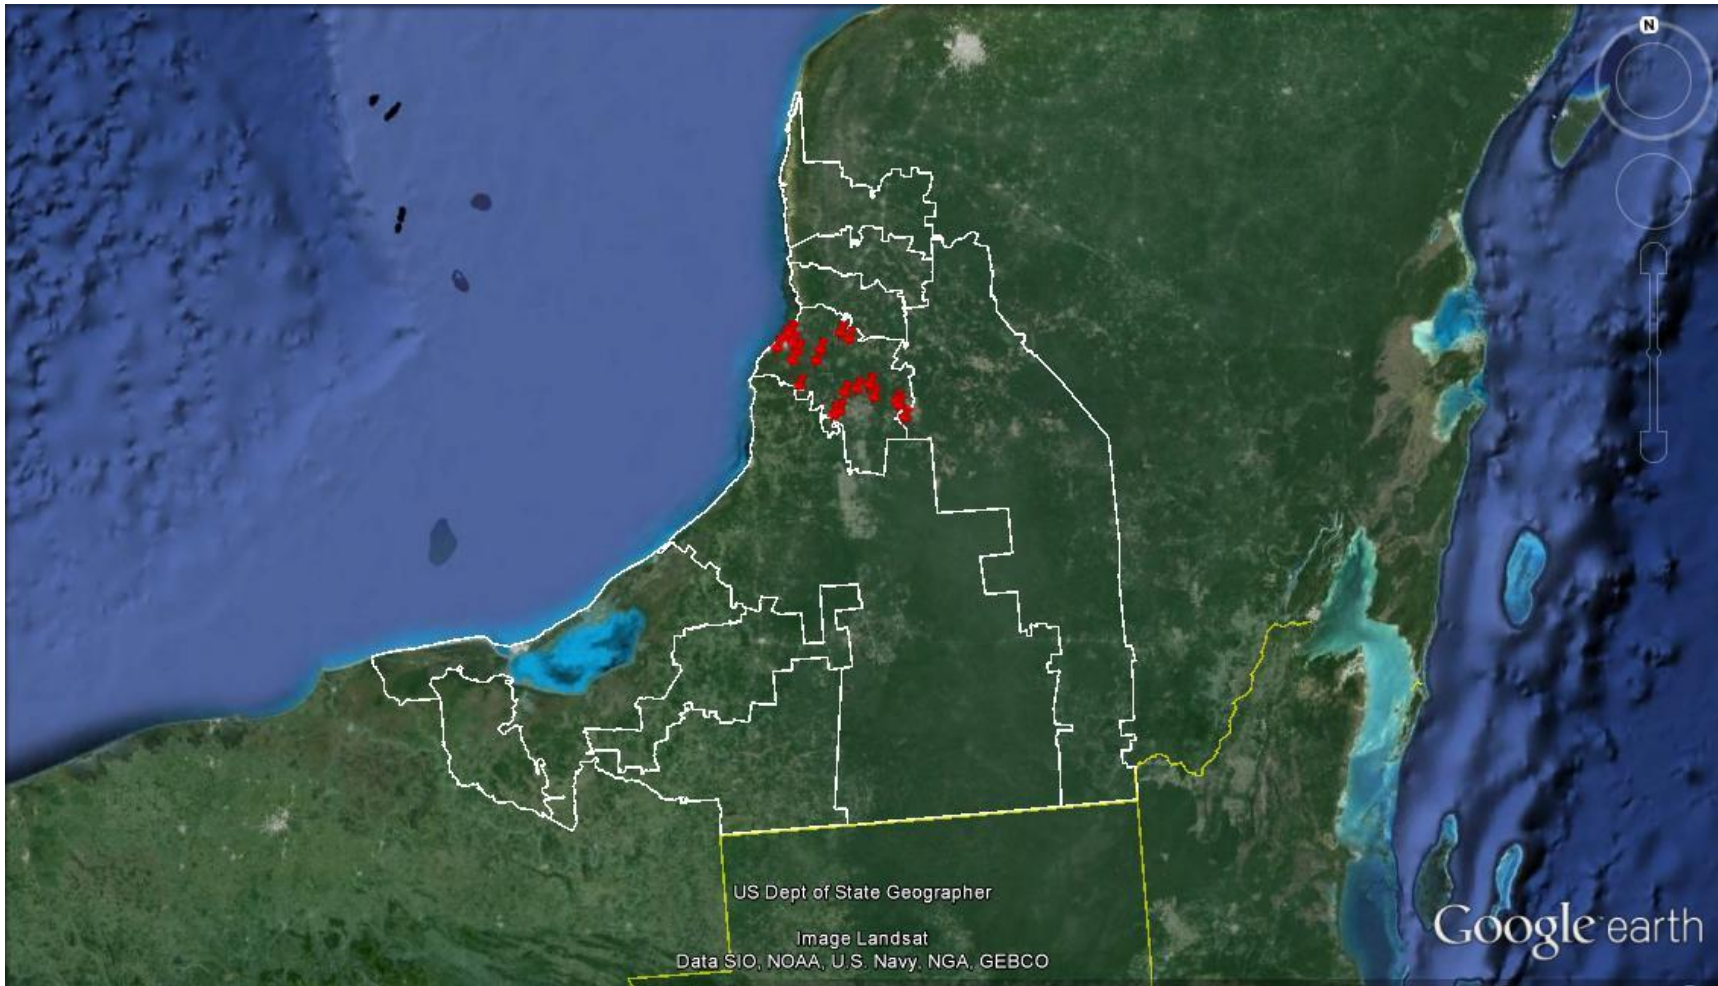 N
US Dept of State Geographer
Image Landsat
Data SIO, NOAA, U.S. Navy, NGA, GEBCO
Google earth